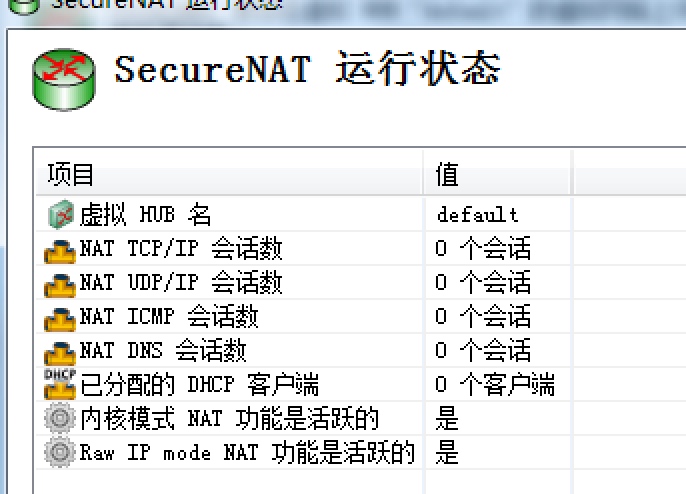 SecureNAT 运行状态
SecureNAT 运行状态
项目 值
虚拟 HUB 名 default
NAT TCP/IP 会话数 0 个会话
NAT UDP/IP 会话数 0 个会话
NAT ICMP 会话数 0 个会话
NAT DNS 会话数 0 个会话
DHCP 已分配的 DHCP 客户端 0 个客户端
内核模式 NAT 功能是活跃的 是
Raw IP mode NAT 功能是活跃的 是